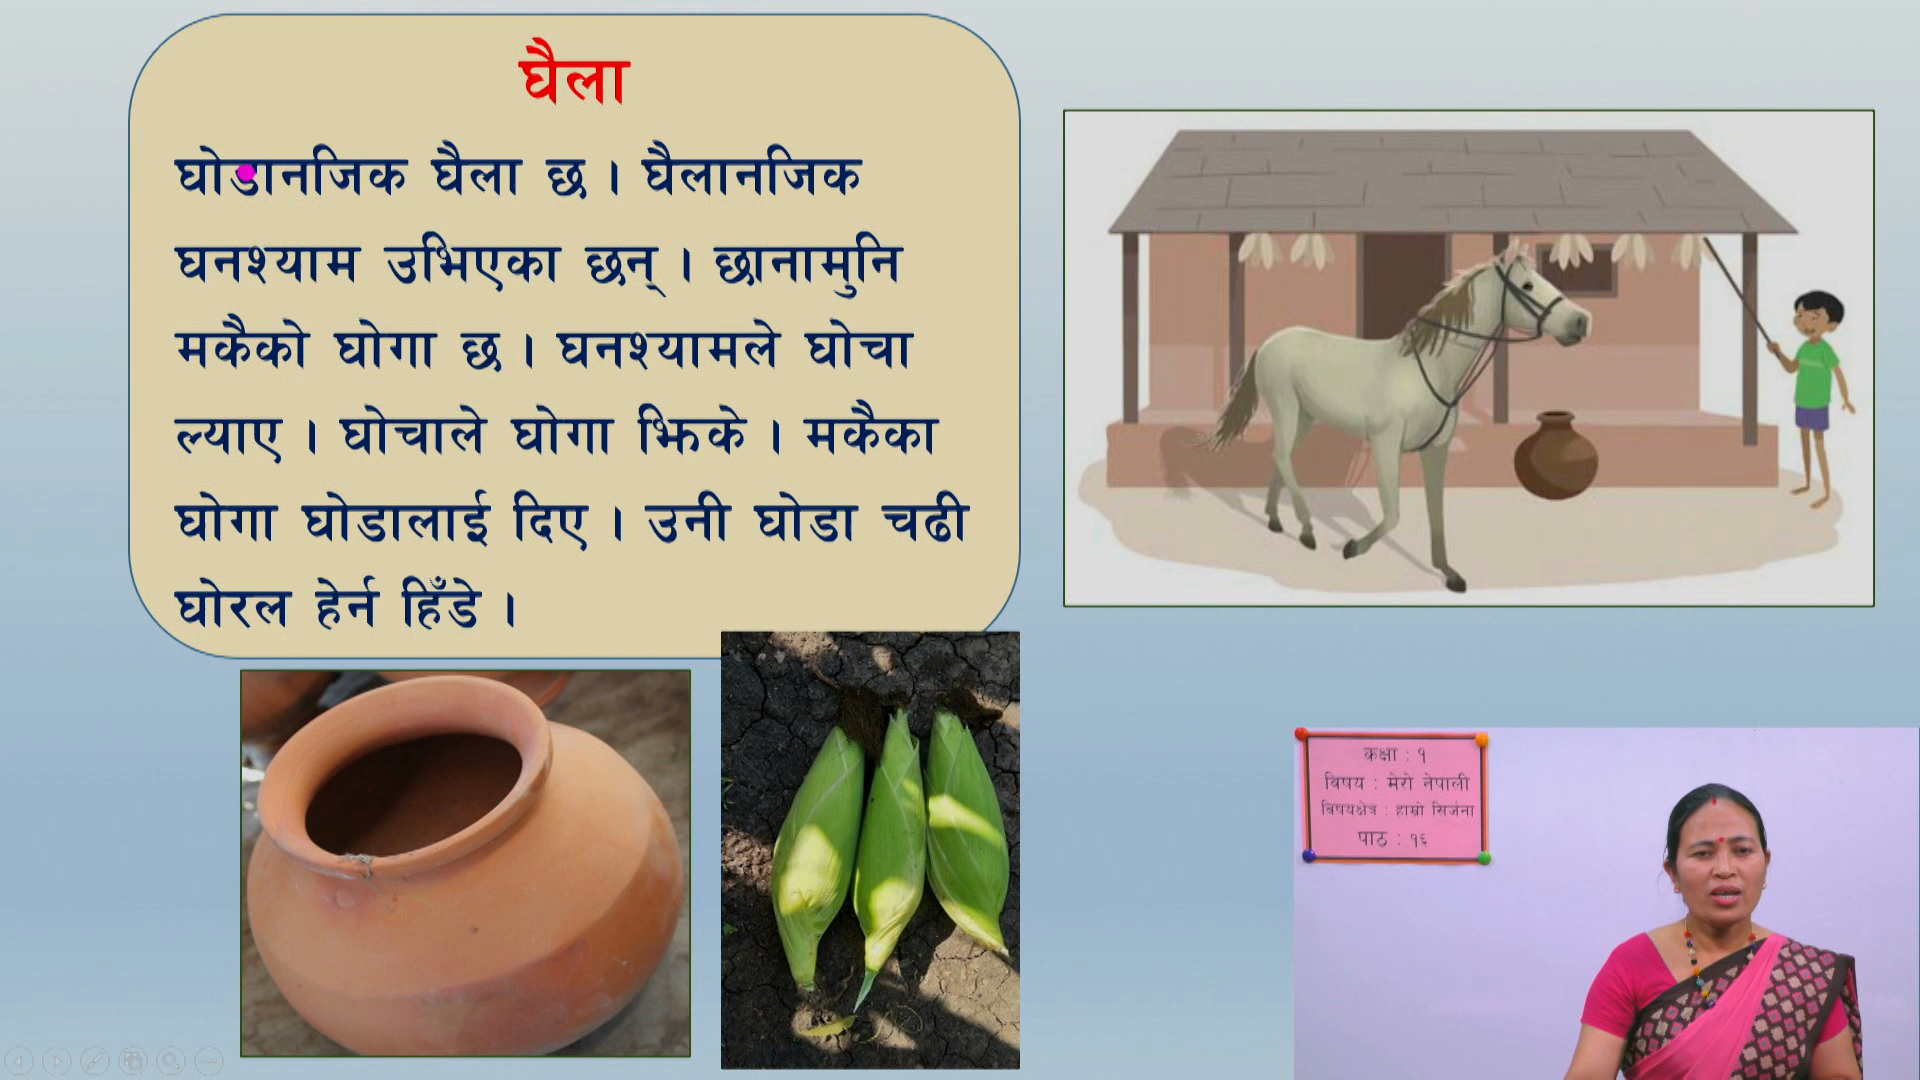 घैला
घोडानजिक घैला छ । घैलानजिक
घनश्याम उभिएका छन् । छानामुनि
मकैको घोगा छ । घनश्यामले घोचा
ल्याए । घोचाले घोगा झिके । मकैका
घोगा घोडालाई दिए । उनी घोडा चढी
घोरल हेर्न हिँडे ।
कक्षा : १
विषय : मेरो नेपाली
विषयक्षेत्र : हाम्रो सिर्जना
पाठ : १६